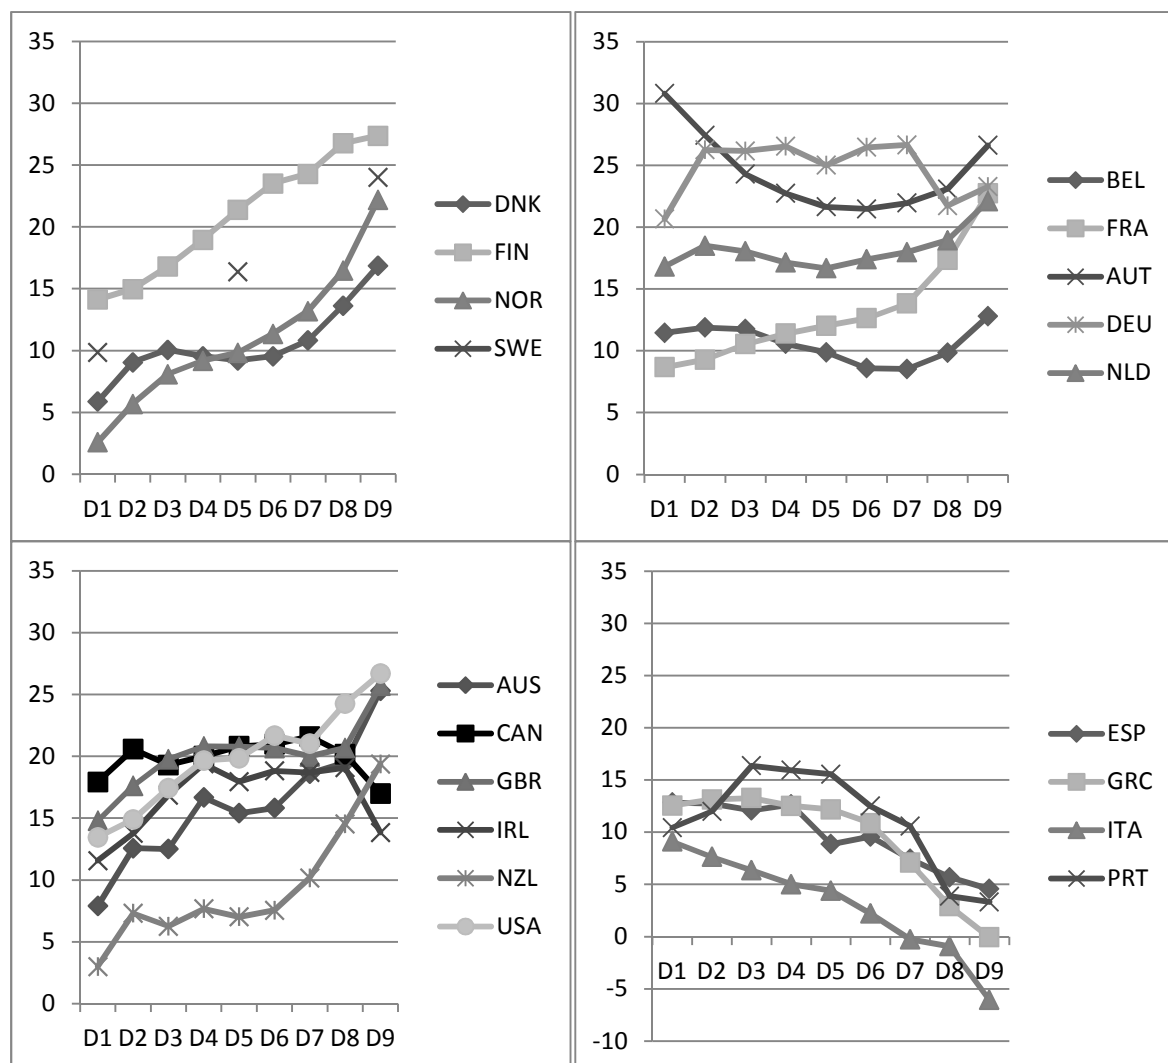 35
30
25
20
15
10
5
0
D1 D2 D3 D4 D5 D6 D7 D8 D9
DNK
FIN
NOR
SWE
35
30
25
20
15
10
5
0
D1 D2 D3 D4 D5 D6 D7 D8 D9
BEL
FRA
AUT
DEU
NLD
35
30
25
20
15
10
5
0
D1 D2 D3 D4 D5 D6 D7 D8 D9
AUS
CAN
GBR
IRL
NZL
USA
35
30
25
20
15
10
5
0
-5
-10
D1 D2 D3 D4 D5 D6 D7 D8 D9
ESP
GRC
ITA
PRT